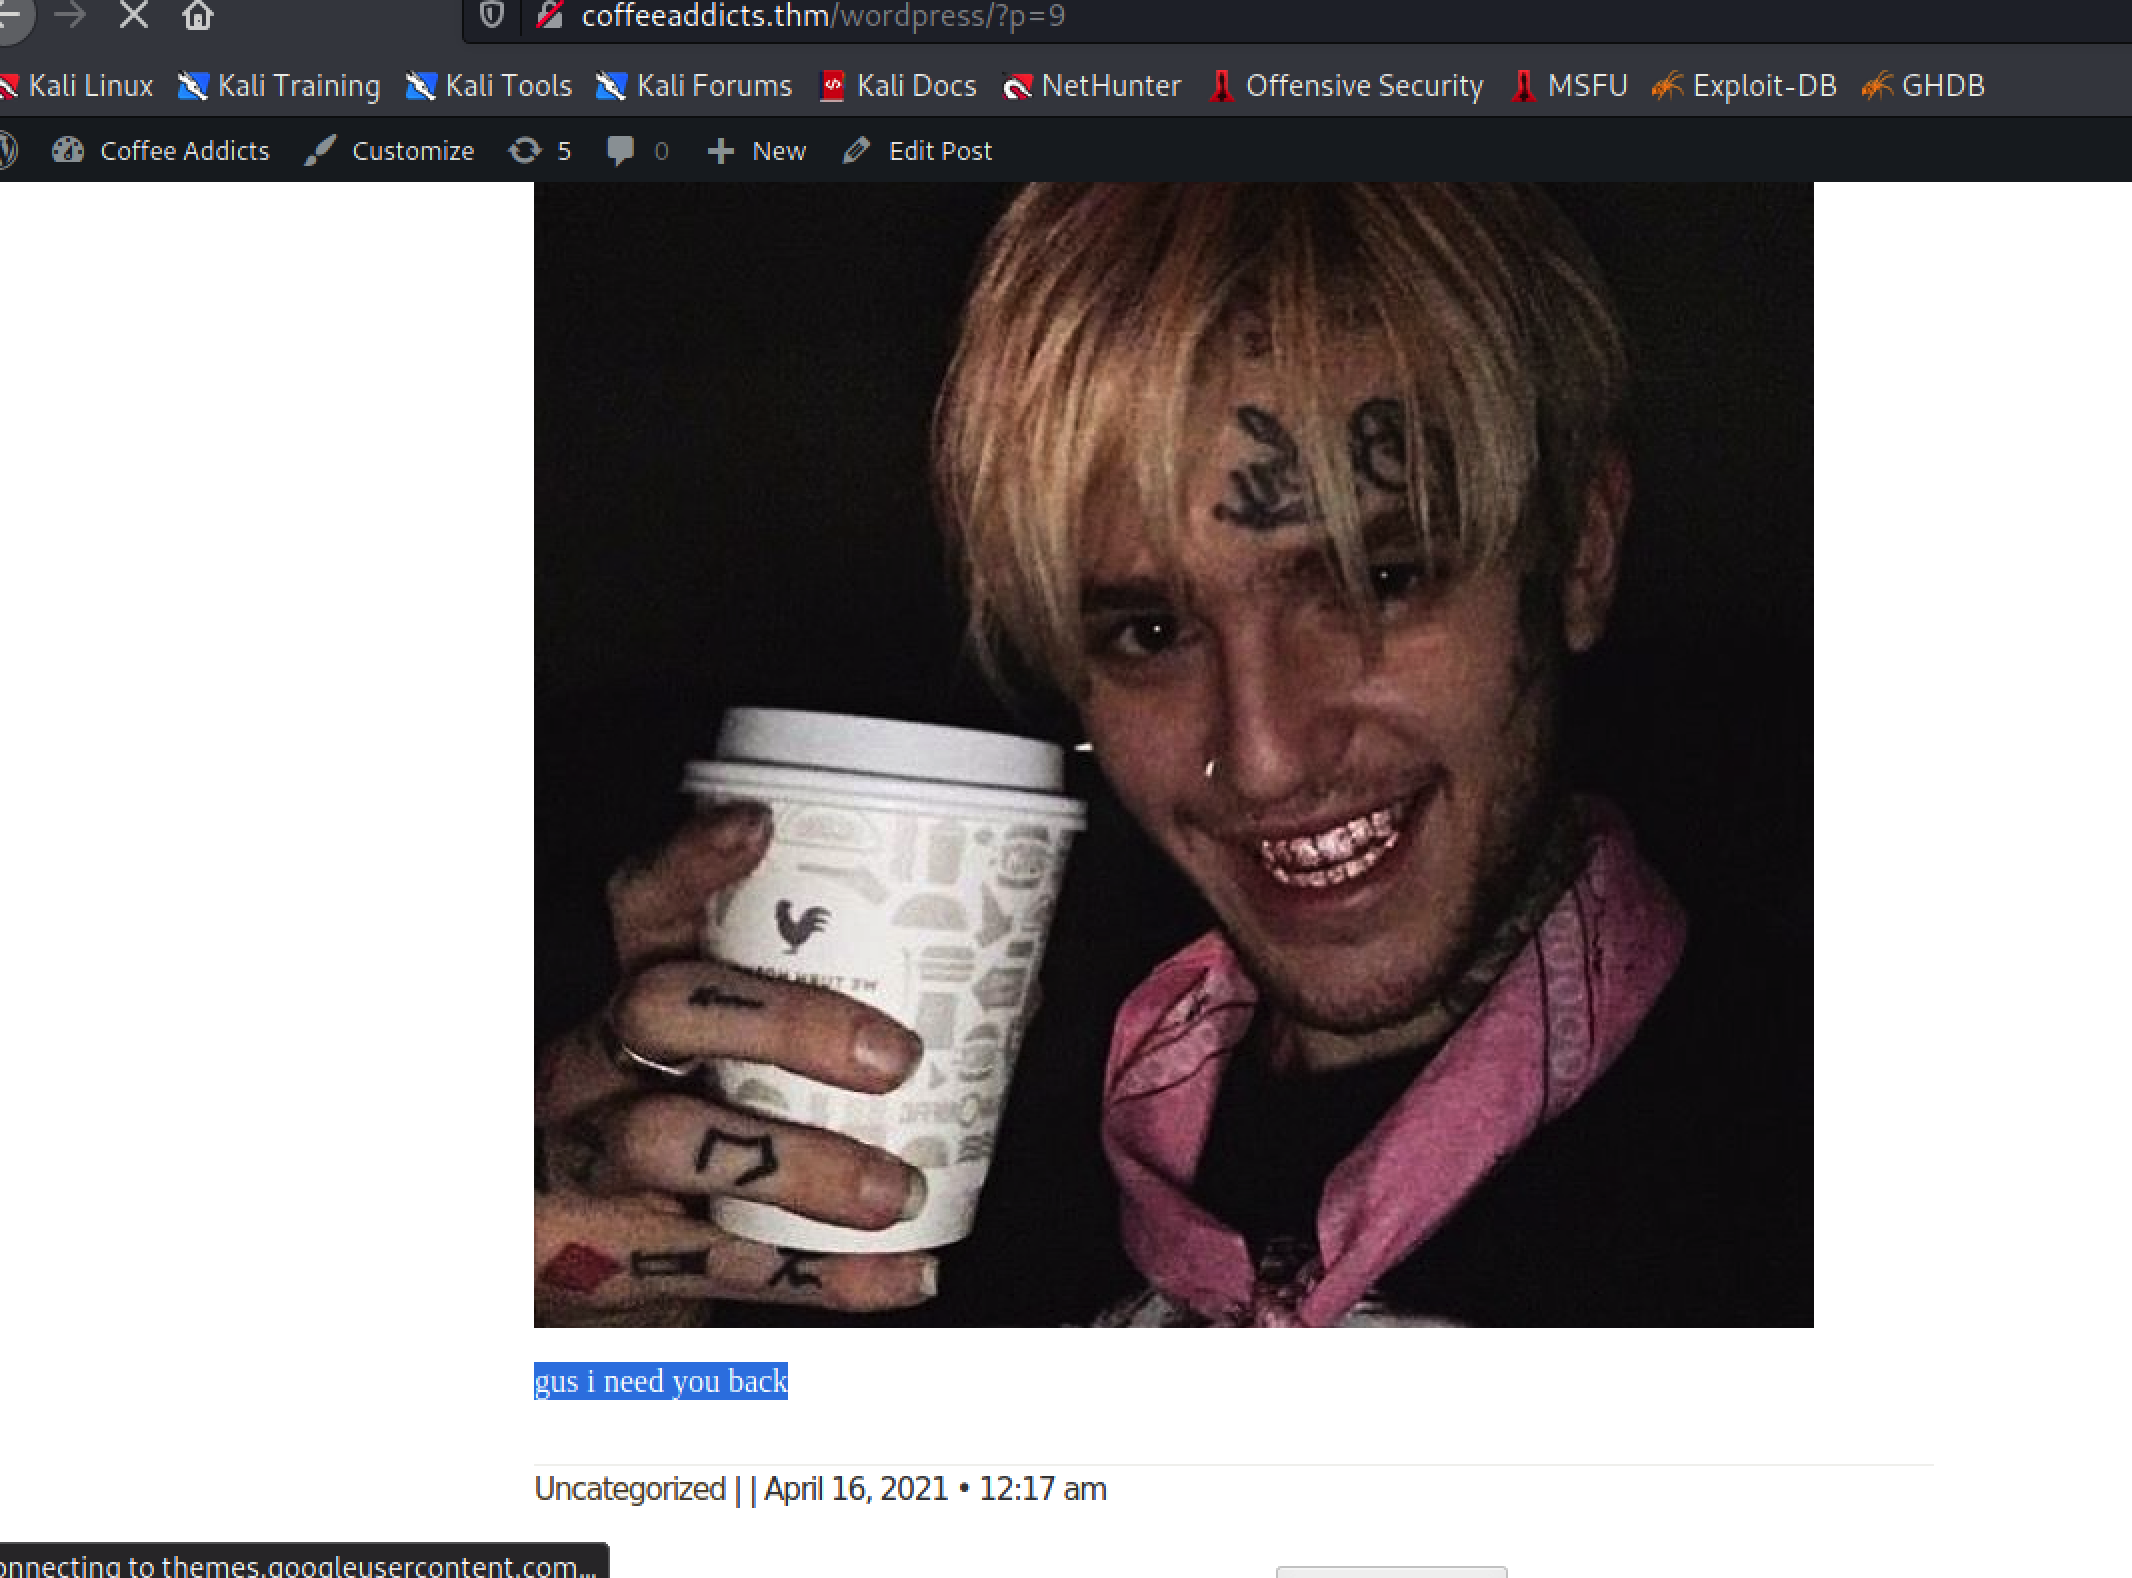 coffeeaddicts.thm/wordpress/?p=9
Kali Linux Kali Training Kali Tools Kali Forums Kali Docs NetHunter Offensive Security MSFU Exploit-DB GHDB
Coffee Addicts Customize 5 0 New Edit Post
gus i need you back
Uncategorized | | April 16, 2021 • 12:17 am
onnecting to themes.googleusercontent.com...